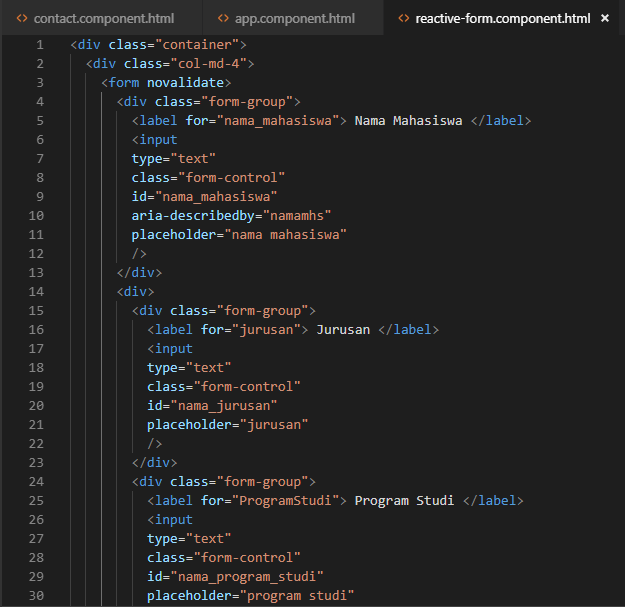 contact.component.html
app.component.html
reactive-form.component.html ×
1 <div class="container">
2 <div class="col-md-4">
3 <form novalidate>
4 <div class="form-group">
5 <label for="nama_mahasiswa"> Nama Mahasiswa </label>
6 <input
7 type="text"
8 class="form-control"
9 id="nama_mahasiswa"
10 aria-describedby="namamhs"
11 placeholder="nama mahasiswa"
12 />
13 </div>
14 <div>
15 <div class="form-group">
16 <label for="jurusan"> Jurusan </label>
17 <input
18 type="text"
19 class="form-control"
20 id="nama_jurusan"
21 placeholder="jurusan"
22 />
23 </div>
24 <div class="form-group">
25 <label for="ProgramStudi"> Program Studi </label>
26 <input
27 type="text"
28 class="form-control"
29 id="nama_program_studi"
30 placeholder="program studi"